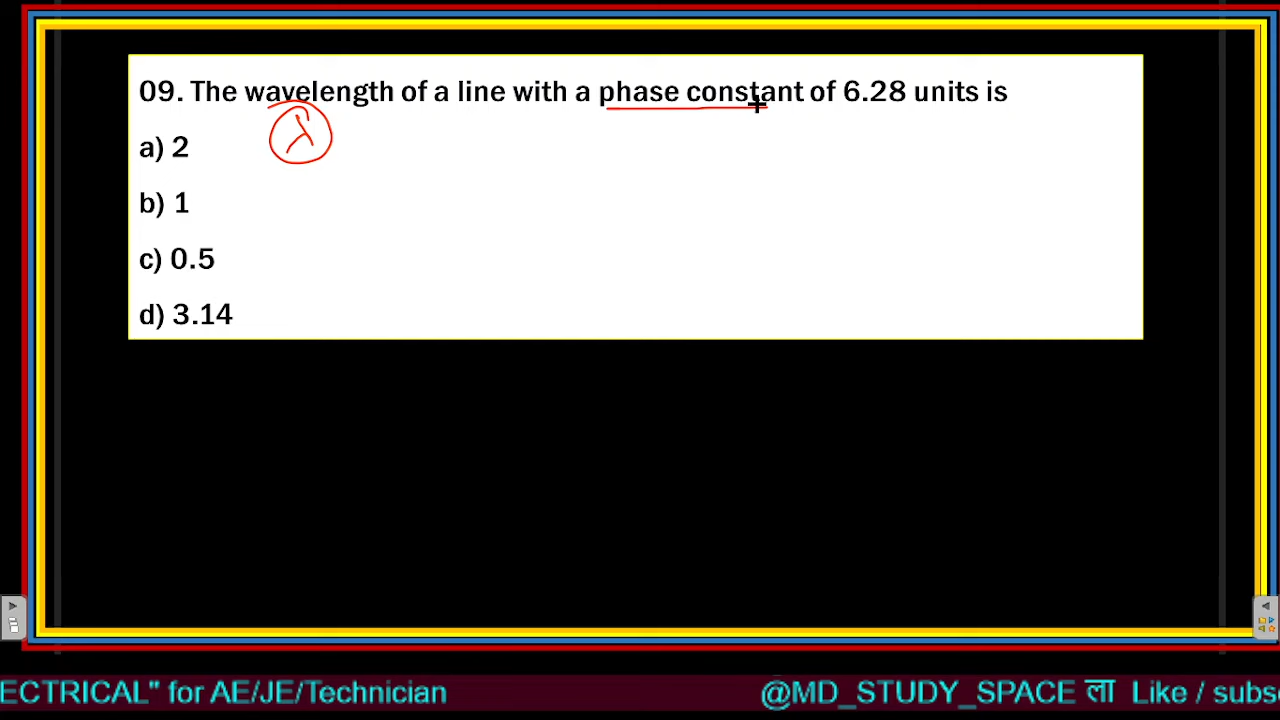 09. The wavelength of a line with a phase constant of 6.28 units is
λ
a) 2
b) 1
c) 0.5
d) 3.14
ECTRICAL" for AE/JE/Technician @MD_STUDY_SPACE ला Like / subs